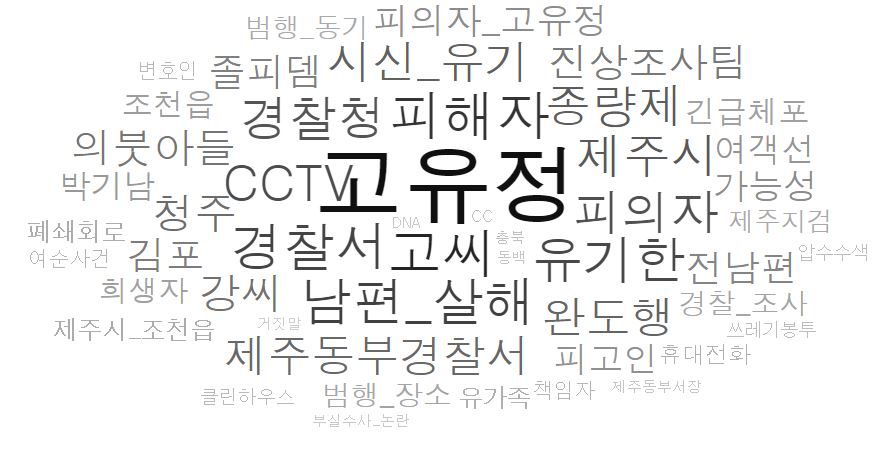 범행_동기 피의자_고유정
변호인 졸피뎀 시신_유기 진상조사팀
조천읍 경찰청 피해자 종량제 긴급체포
의붓아들 제주시 여객선
박기남 CCTV 고유정 가능성
청주 피의자 제주지검
DNA CC
폐쇄회로 경찰서 고씨 충북
여순사건 김포 동백 유기한 전남편 압수수색
희생자 강씨 남편_살해 완도행 경찰_조사
제주시_조천읍 거짓말 쓰레기봉투
제주동부경찰서 피고인 휴대전화
클린하우스 범행_장소 유가족 책임자 제주동부서장
부실수사_논란